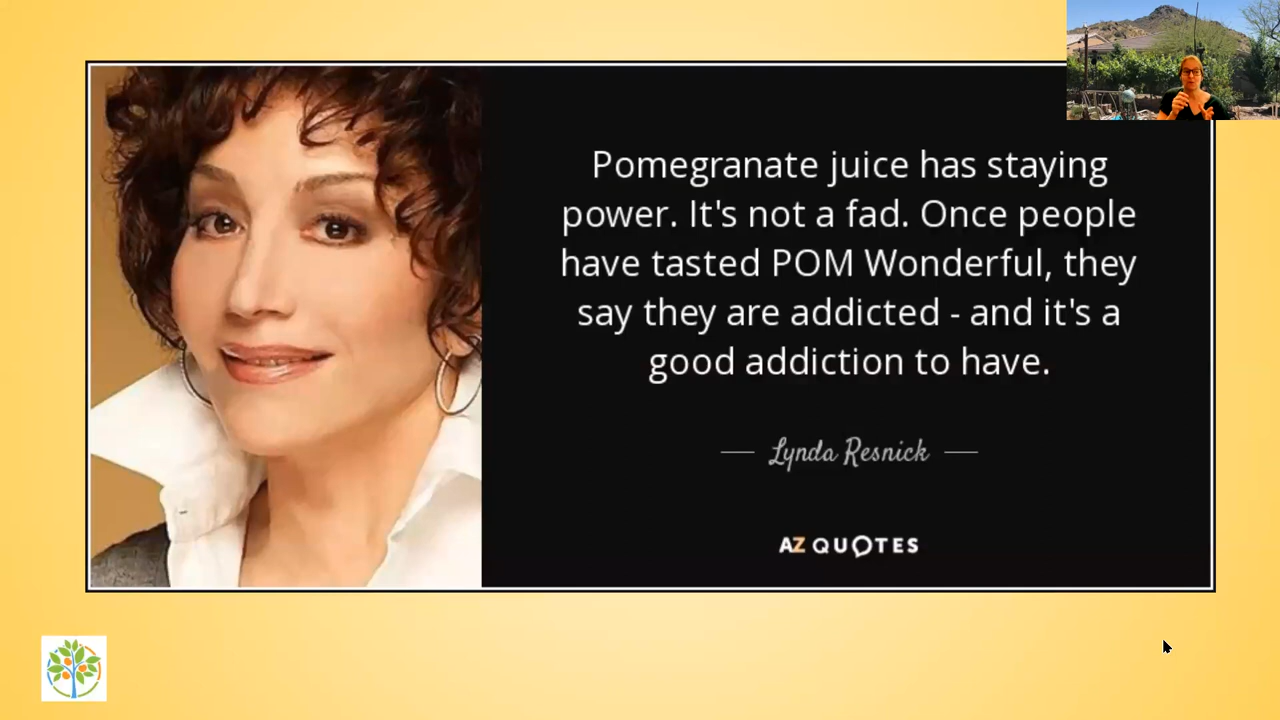 Pomegranate juice has staying
power. It's not a fad. Once people
have tasted POM Wonderful, they
say they are addicted - and it's a
good addiction to have.
Lynda Resnick
AZ QUOTES